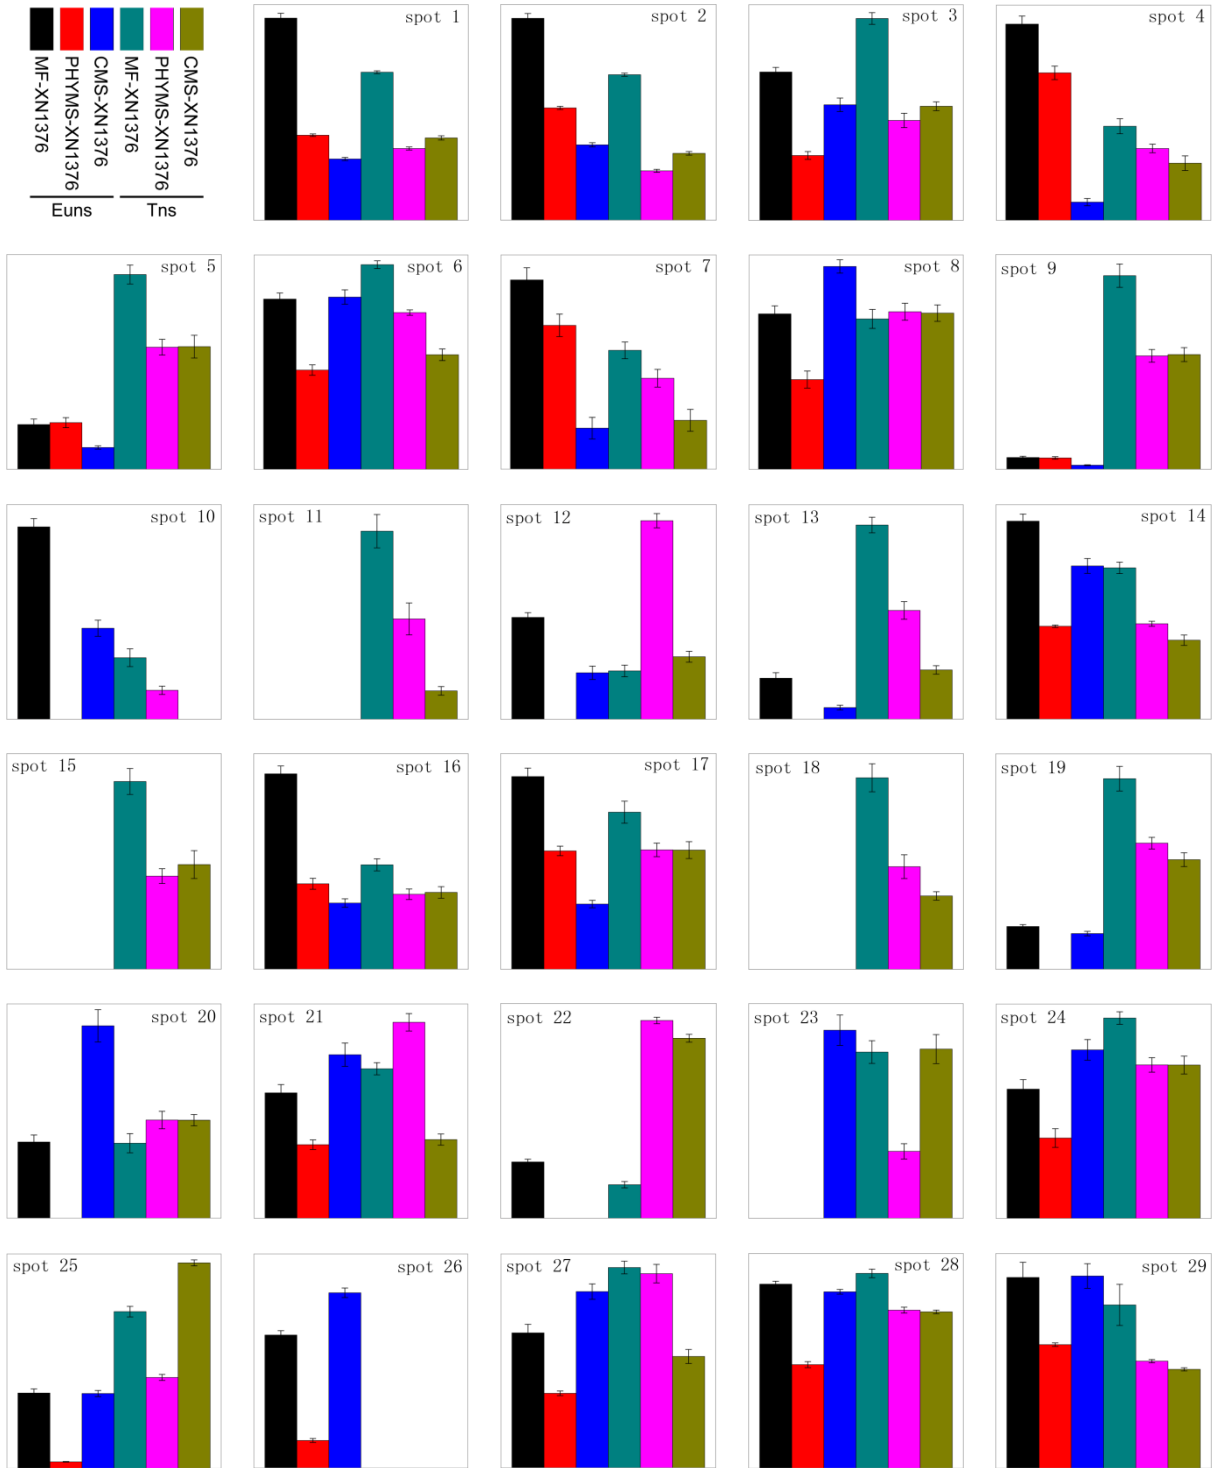 MF-XN1376
PHYMS-XN1376
CMS-XN1376
MF-XN1376
PHYMS-XN1376
CMS-XN1376
Euns
Tns
spot 1
spot 2
spot 3
spot 4
spot 5
spot 6
spot 7
spot 8
spot 9
spot 10
spot 11
spot 12
spot 13
spot 14
spot 15
spot 16
spot 17
spot 18
spot 19
spot 20
spot 21
spot 22
spot 23
spot 24
spot 25
spot 26
spot 27
spot 28
spot 29